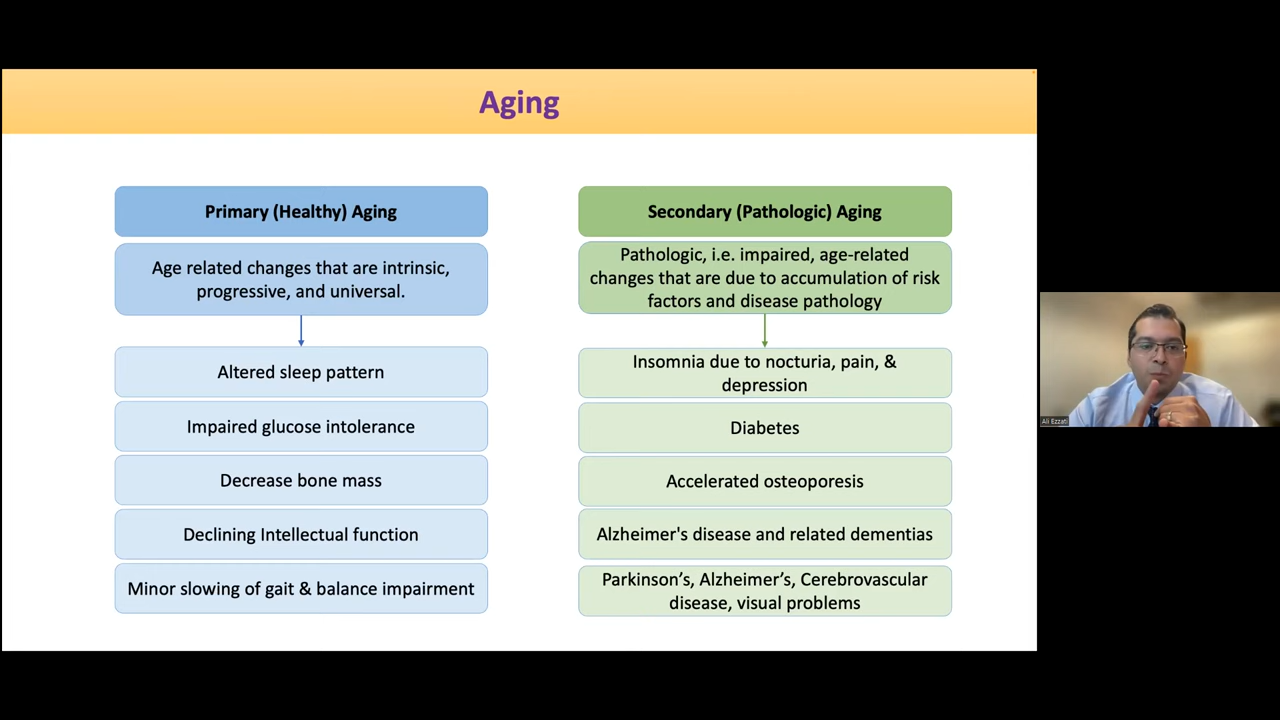 Aging
Primary (Healthy) Aging
Age related changes that are intrinsic,
progressive, and universal.
Altered sleep pattern
Impaired glucose intolerance
Decrease bone mass
Declining Intellectual function
Minor slowing of gait & balance impairment
Secondary (Pathologic) Aging
Pathologic, i.e. impaired, age-related
changes that are due to accumulation of risk
factors and disease pathology
Insomnia due to nocturia, pain, &
depression
Diabetes
Accelerated osteoporesis
Alzheimer's disease and related dementias
Parkinson’s, Alzheimer’s, Cerebrovascular
disease, visual problems
Ali Ezzati